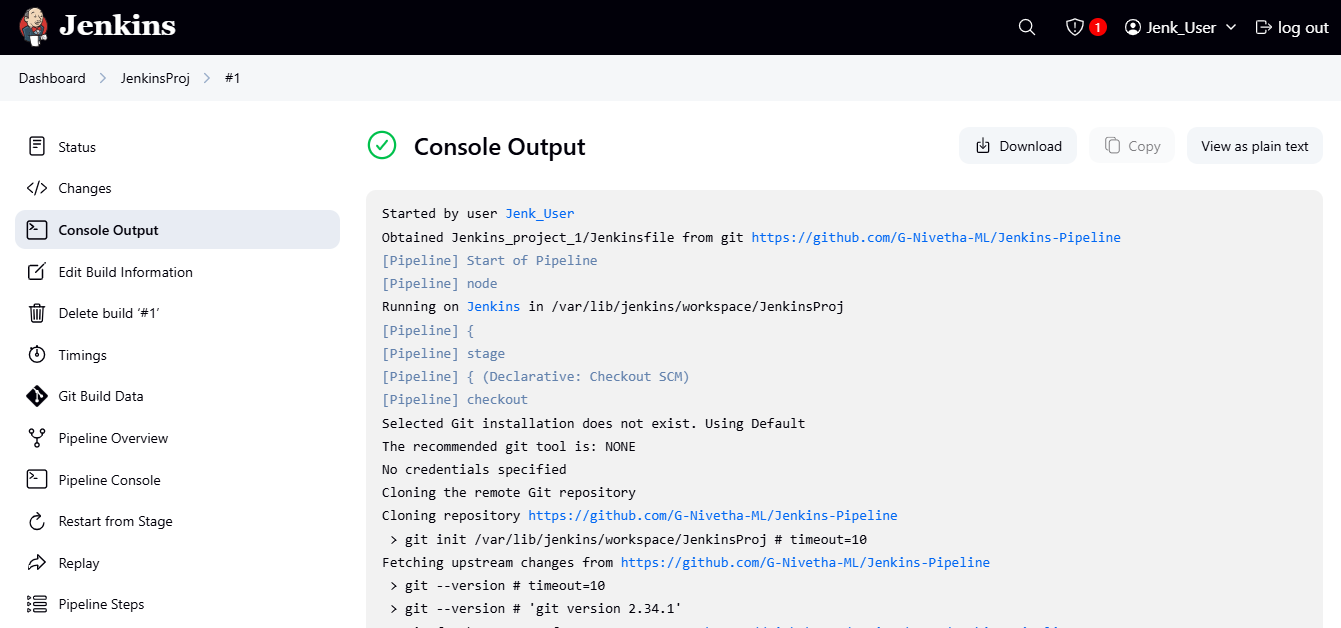 Jenkins
1
Jenk_User
log out
Dashboard
JenkinsProj
#1
Status
Changes
Console Output
Edit Build Information
Delete build ‘#1’
Timings
Git Build Data
Pipeline Overview
Pipeline Console
Restart from Stage
Replay
Pipeline Steps
Console Output
Download
Copy
View as plain text
Started by user Jenk_User
Obtained Jenkins_project_1/Jenkinsfile from git https://github.com/G-Nivetha-ML/Jenkins-Pipeline
[Pipeline] Start of Pipeline
[Pipeline] node
Running on Jenkins in /var/lib/jenkins/workspace/JenkinsProj
[Pipeline] {
[Pipeline] stage
[Pipeline] { (Declarative: Checkout SCM)
[Pipeline] checkout
Selected Git installation does not exist. Using Default
The recommended git tool is: NONE
No credentials specified
Cloning the remote Git repository
Cloning repository https://github.com/G-Nivetha-ML/Jenkins-Pipeline
> git init /var/lib/jenkins/workspace/JenkinsProj # timeout=10
Fetching upstream changes from https://github.com/G-Nivetha-ML/Jenkins-Pipeline
> git --version # timeout=10
> git --version # 'git version 2.34.1'